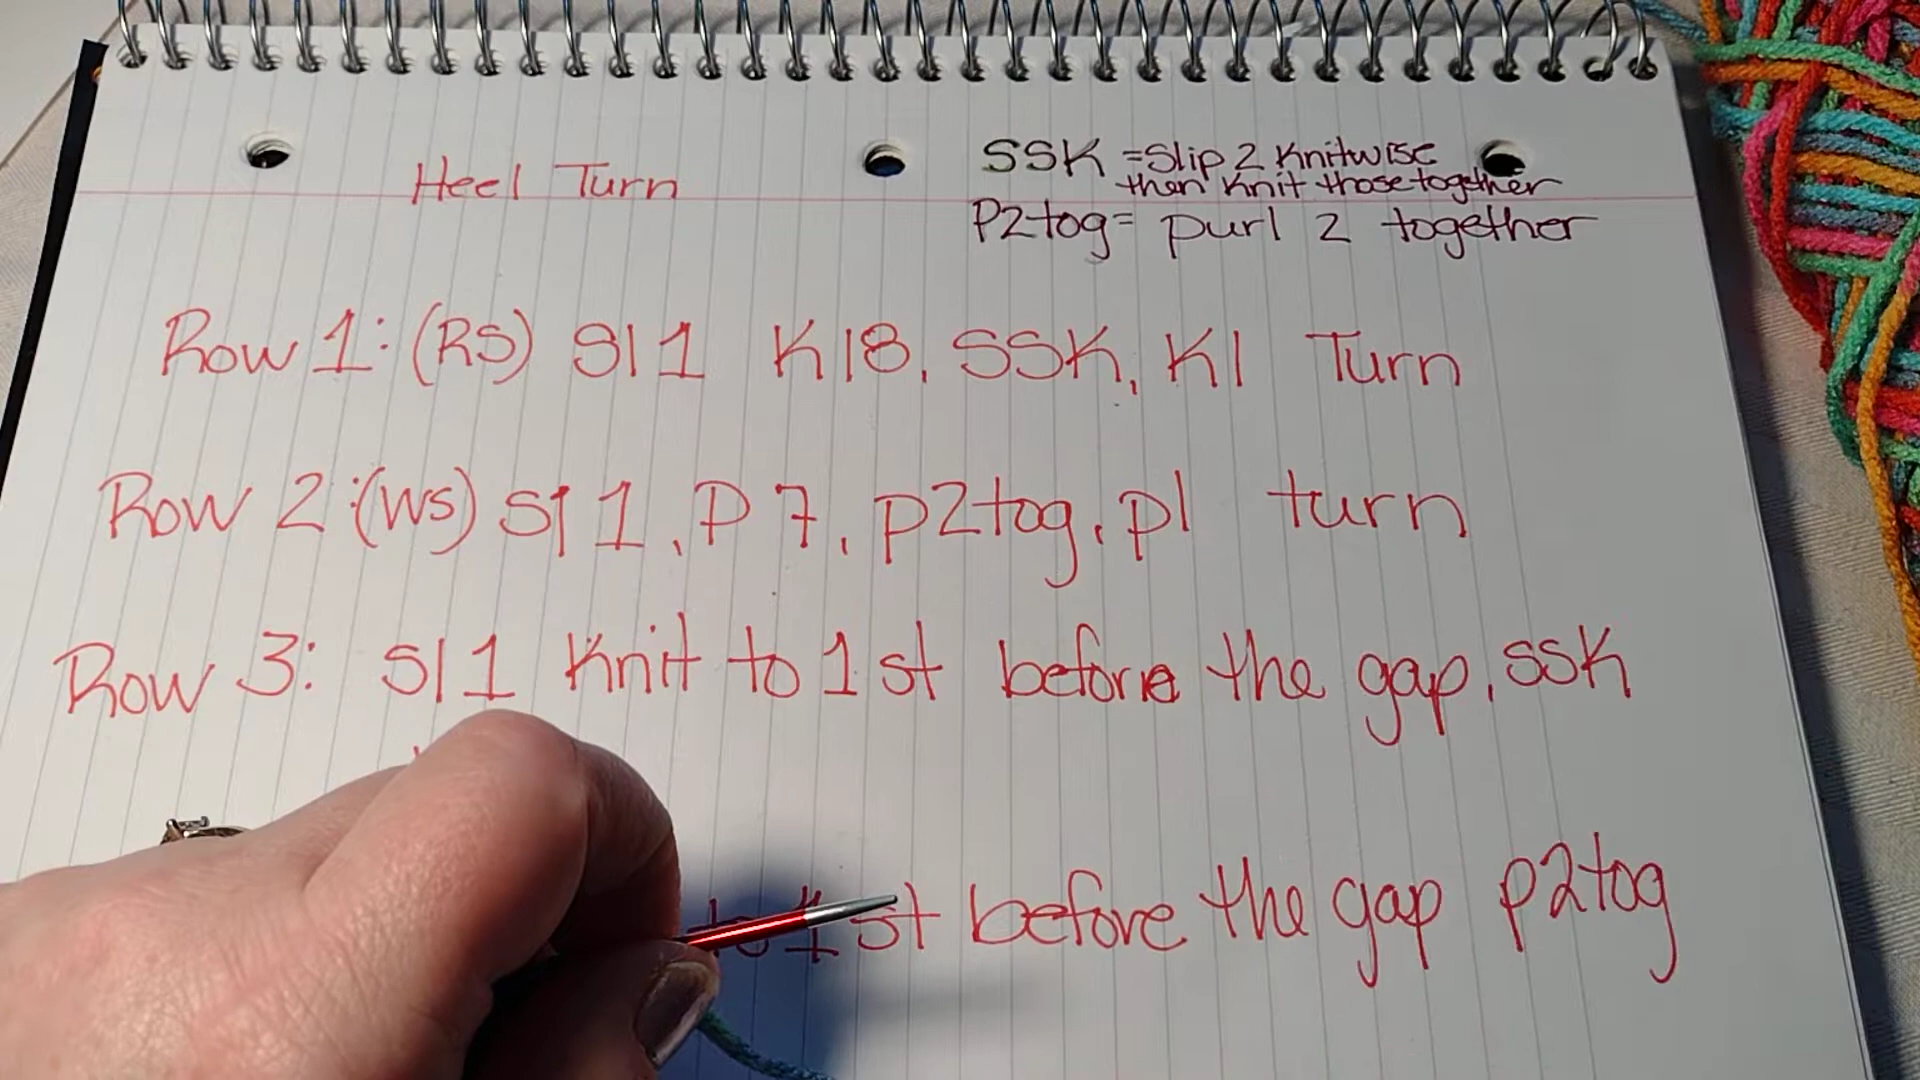 Heel Turn
SSK = Slip 2 Knitwise
then Knit those together
P2tog = purl 2 together
Row 1: (RS) Sl 1 K18, SSK, K1 Turn
Row 2: (WS) Sl 1, P 7, p2tog, p1 turn
Row 3: Sl 1 Knit to 1 st before the gap, SSK
to 1 st before the gap p2tog